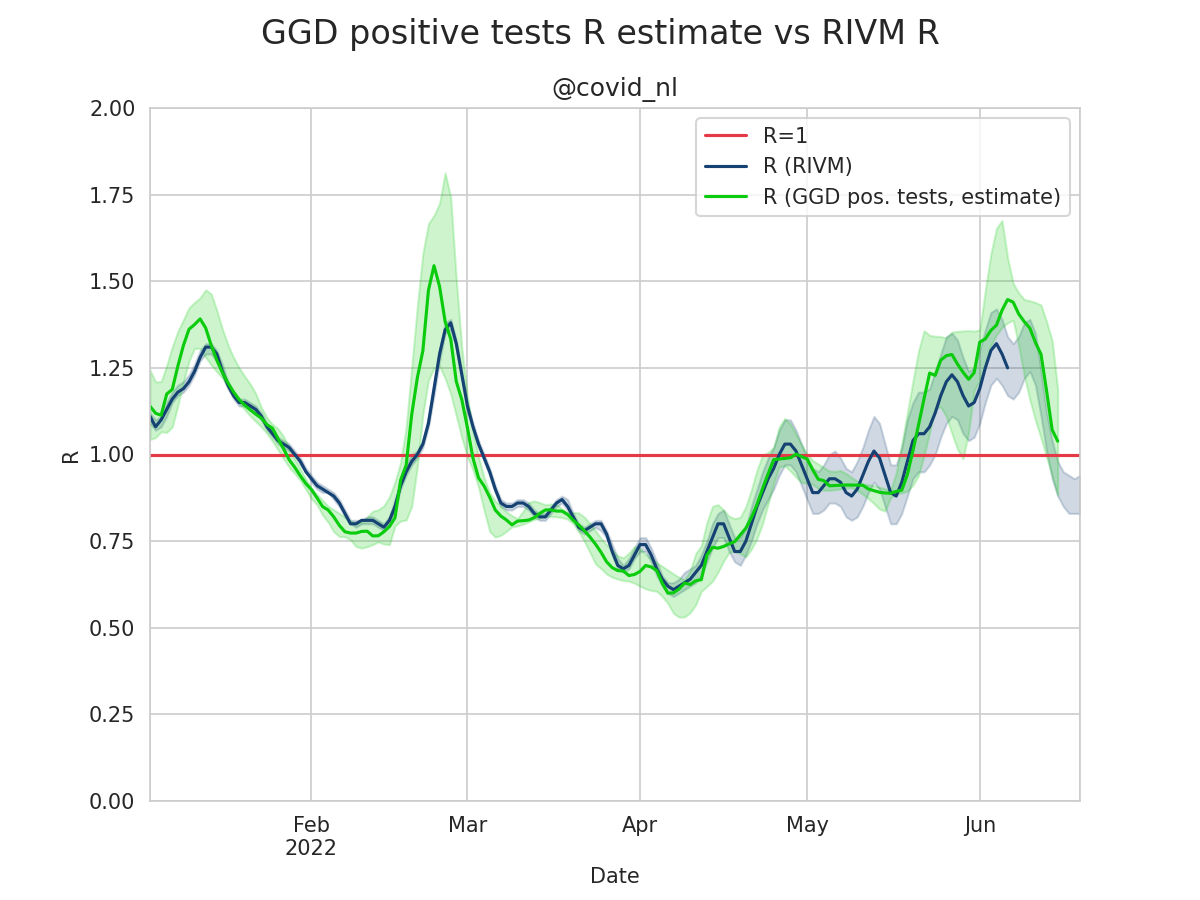 GGD positive tests R estimate vs RIVM R
@covid_nl
R=1
R (RIVM)
R (GGD pos. tests, estimate)
2.00
1.75
1.50
1.25
1.00
0.75
0.50
0.25
0.00
R
Feb
2022
Mar
Apr
May
Jun
Date